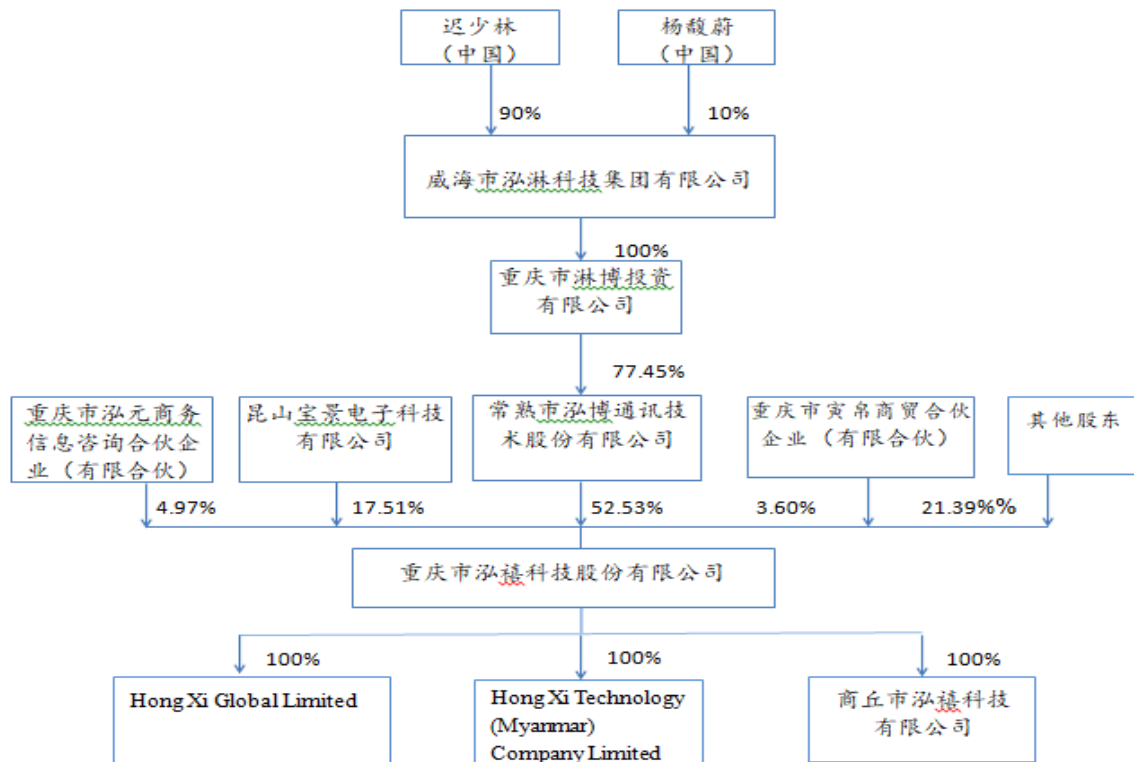 迟少林
（中国）
杨馥蔚
（中国）
90%
10%
威海市泓淋科技集团有限公司
100%
重庆市淋博投资
有限公司
77.45%
重庆市泓元商务
信息咨询合伙企
业（有限合伙）
昆山宝景电子科技
有限公司
常熟市泓博通讯技
术股份有限公司
重庆市寅帛商贸合伙
企业（有限合伙）
其他股东
4.97%
17.51%
52.53%
3.60%
21.39%%
重庆市泓禧科技股份有限公司
100%
100%
100%
Hong Xi Global Limited
Hong Xi Technology
(Myanmar)
Company Limited
商丘市泓禧科技
有限公司